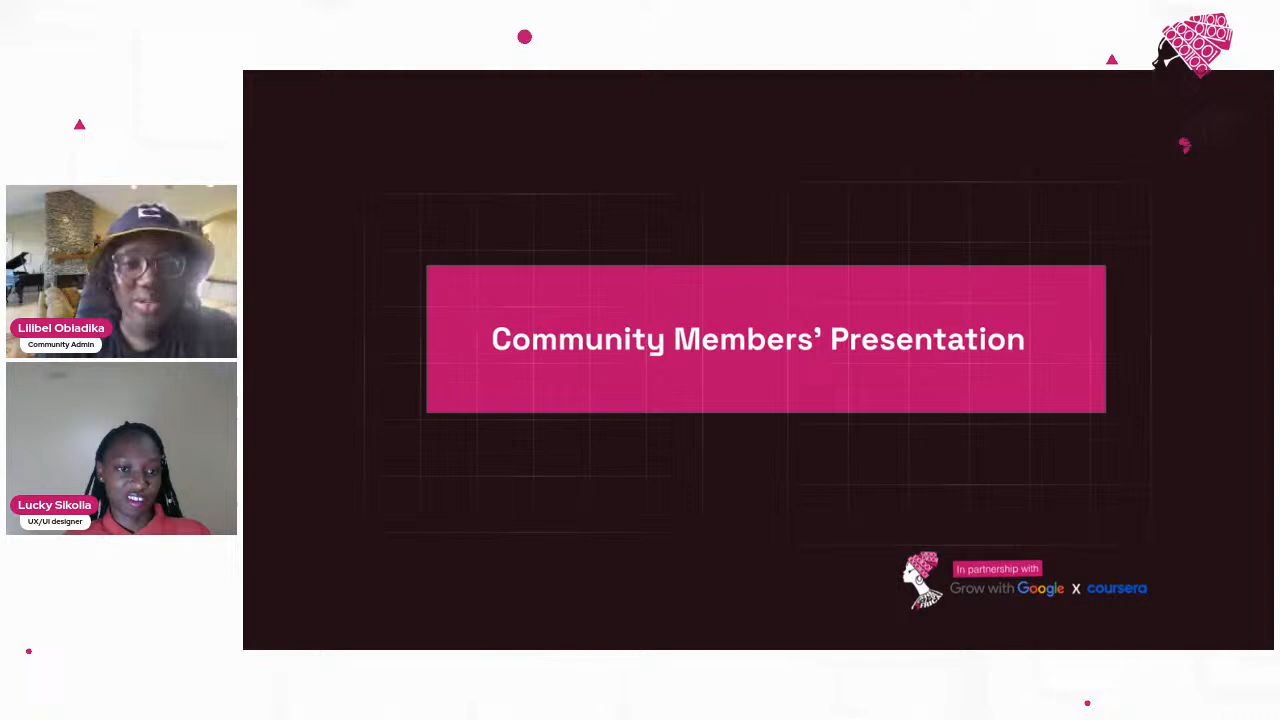 Lilibel Obiadika
Community Admin
Lucky Sikolia
UX/UI designer
Community Members’ Presentation
In partnership with
Grow with Google X coursera